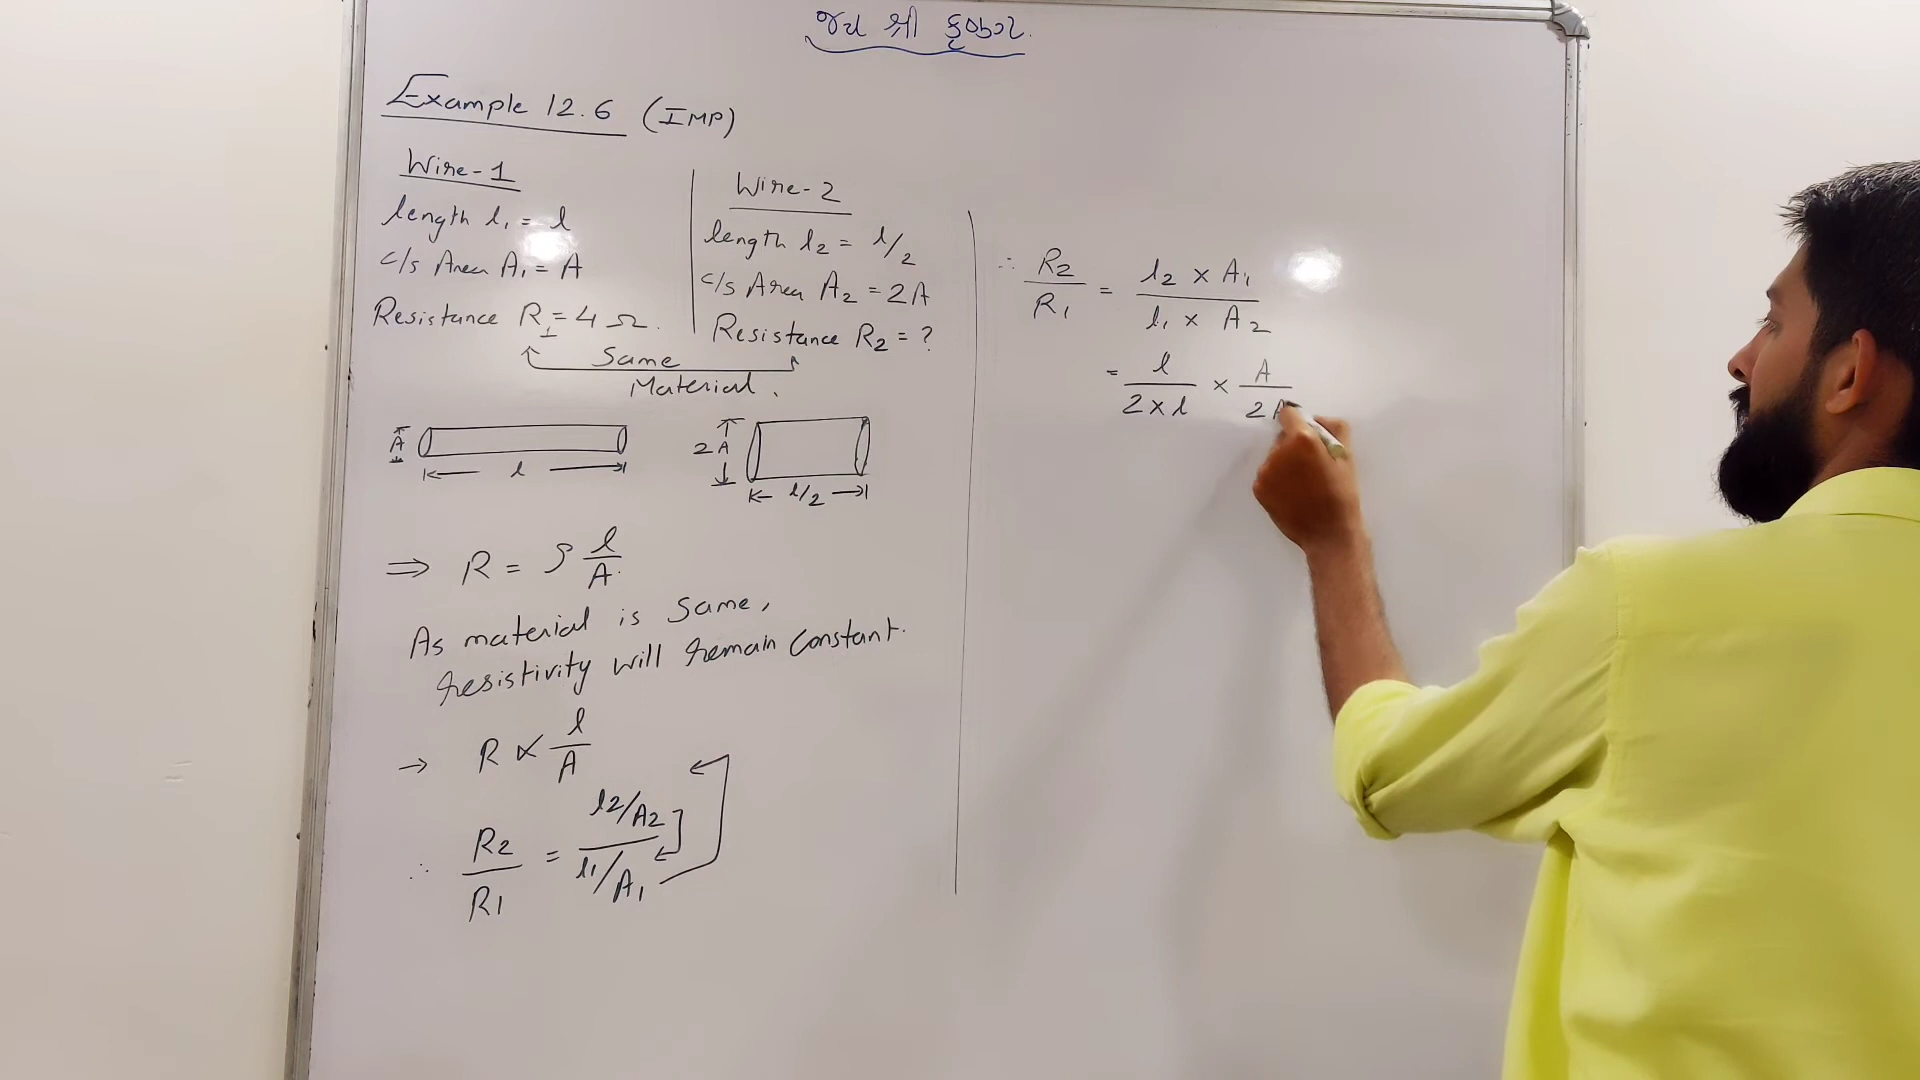 જય શ્રી કૃષ્ણ
Example 12.6 (IMP)
Wire-1
length l₁ = l
c/s Area A₁ = A
Resistance R₁ = 4 Ω.
Wire-2
length l₂ = l/2
c/s Area A₂ = 2A
Resistance R₂ = ?
Same
Material.
A
l
2A
l/2
⇒ R = ρ l/A.
As material is same,
resistivity will remain constant.
→ R ∝ l/A
∴ R₂/R₁ = (l₂/A₂)/(l₁/A₁)
∴ R₂/R₁ = (l₂ × A₁)/(l₁ × A₂)
= l/(2×l) × A/2A